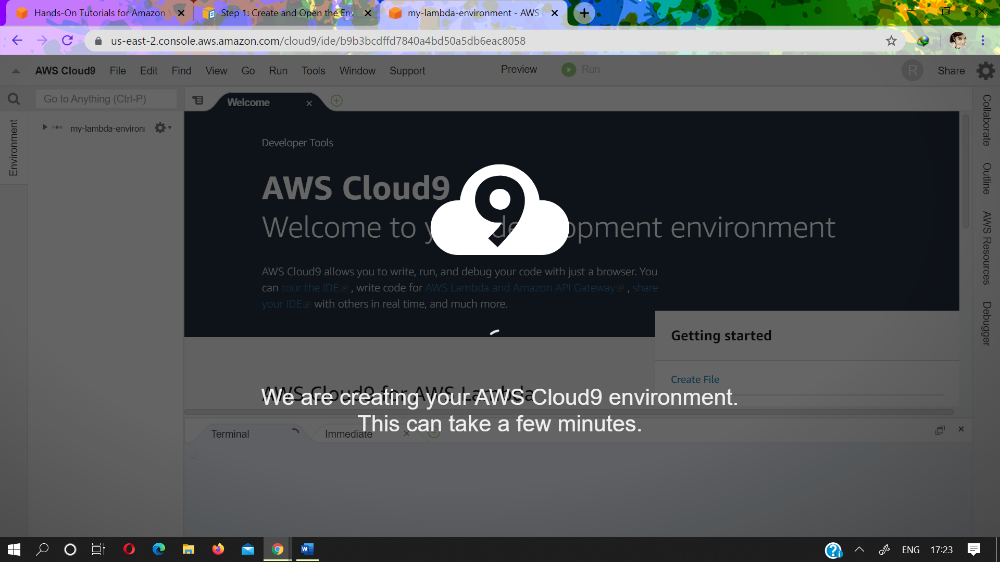 Hands-On Tutorials for Amazon
Step 1: Create and Open the Envi
my-lambda-environment - AWS
us-east-2.console.aws.amazon.com/cloud9/ide/b9b3bcdffd7840a4bd50a5db6eac8058
AWS Cloud9 File Edit Find View Go Run Tools Window Support Preview Run R Share
Go to Anything (Ctrl-P)
Welcome
Environment
my-lambda-environ
Developer Tools
AWS Cloud9
9
Welcome to your development environment
AWS Cloud9 allows you to write, run, and debug your code with just a browser. You
can tour the IDE , write code for AWS Lambda and Amazon API Gateway , share
your IDE with others in real time, and much more.
Getting started
Create File
AWS Cloud9 for AWS Lambda
We are creating your AWS Cloud9 environment.
This can take a few minutes.
Terminal
Immediate
Collaborate
Outline
AWS Resources
Debugger
ENG 17:23